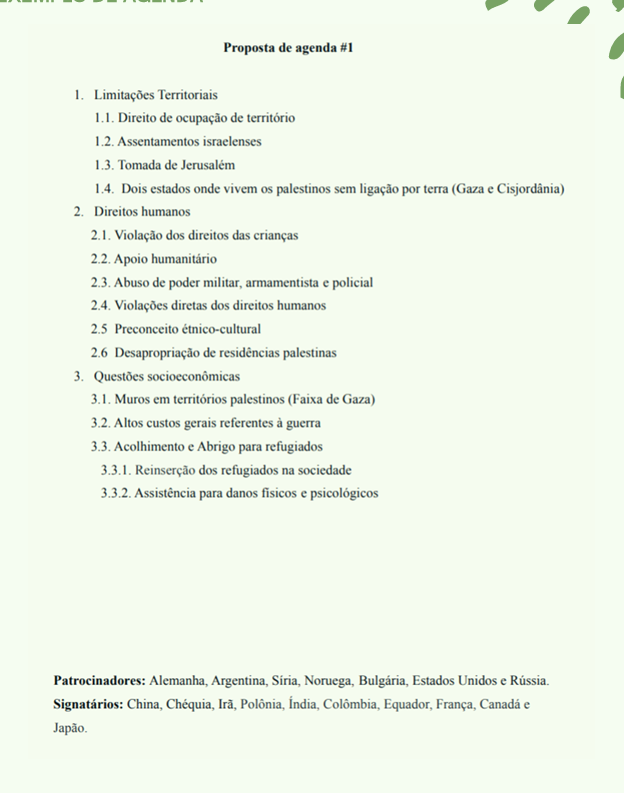 EXEMPLO DE AGENDA
Proposta de agenda #1
1. Limitações Territoriais
1.1. Direito de ocupação de território
1.2. Assentamentos israelenses
1.3. Tomada de Jerusalém
1.4. Dois estados onde vivem os palestinos sem ligação por terra (Gaza e Cisjordânia)
2. Direitos humanos
2.1. Violação dos direitos das crianças
2.2. Apoio humanitário
2.3. Abuso de poder militar, armamentista e policial
2.4. Violações diretas dos direitos humanos
2.5 Preconceito étnico-cultural
2.6 Desapropriação de residências palestinas
3. Questões socioeconômicas
3.1. Muros em territórios palestinos (Faixa de Gaza)
3.2. Altos custos gerais referentes à guerra
3.3. Acolhimento e Abrigo para refugiados
3.3.1. Reinserção dos refugiados na sociedade
3.3.2. Assistência para danos físicos e psicológicos
Patrocinadores: Alemanha, Argentina, Síria, Noruega, Bulgária, Estados Unidos e Rússia.
Signatários: China, Chéquia, Irã, Polônia, Índia, Colômbia, Equador, França, Canadá e
Japão.